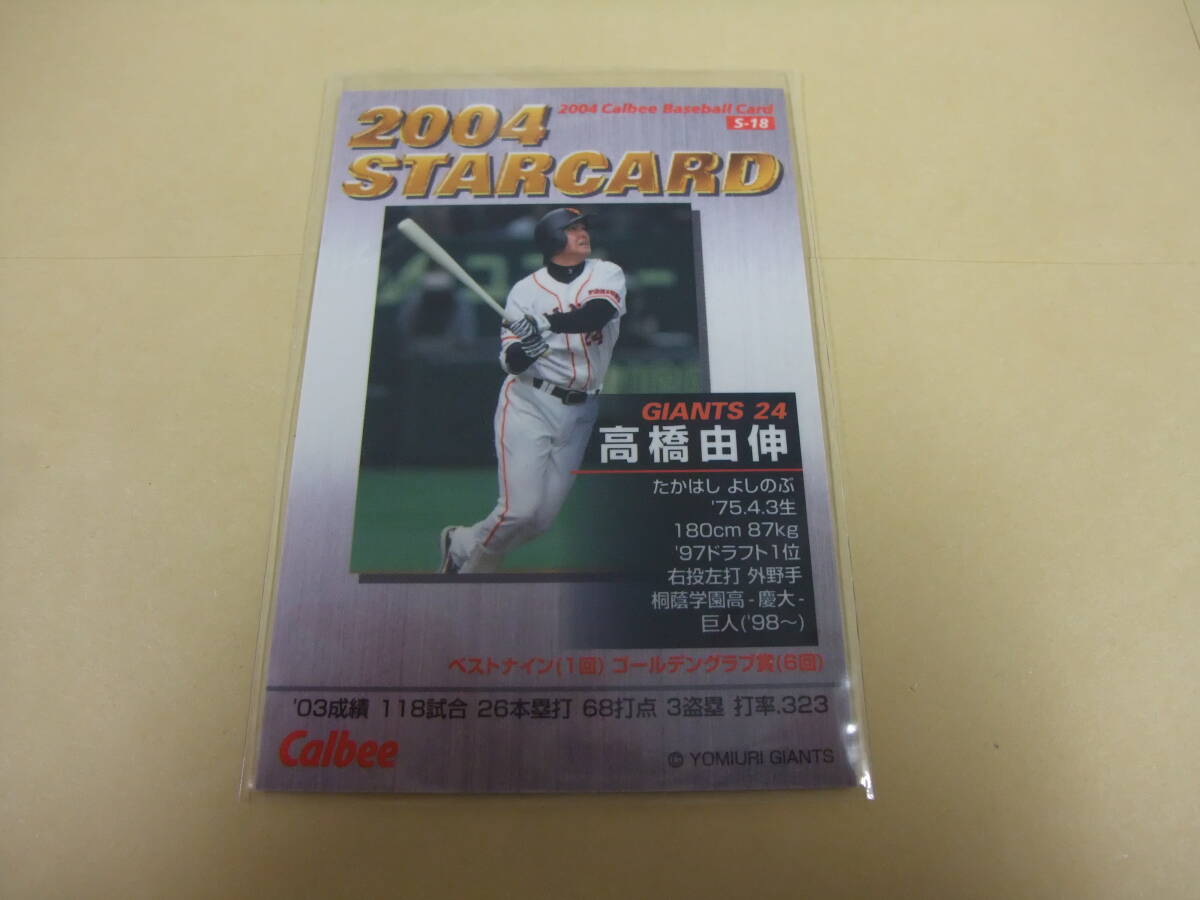 2004 Calbee Baseball Card
S-18
2004
STARCARD
24
GIANTS 24
高橋由伸
たかはし よしのぶ
'75.4.3生
180cm 87kg
'97ドラフト1位
右投左打 外野手
桐蔭学園高 - 慶大 -
巨人('98～)
ベストナイン(1回) ゴールデングラブ賞(6回)
'03成績 118試合 26本塁打 68打点 3盗塁 打率.323
Calbee
© YOMIURI GIANTS